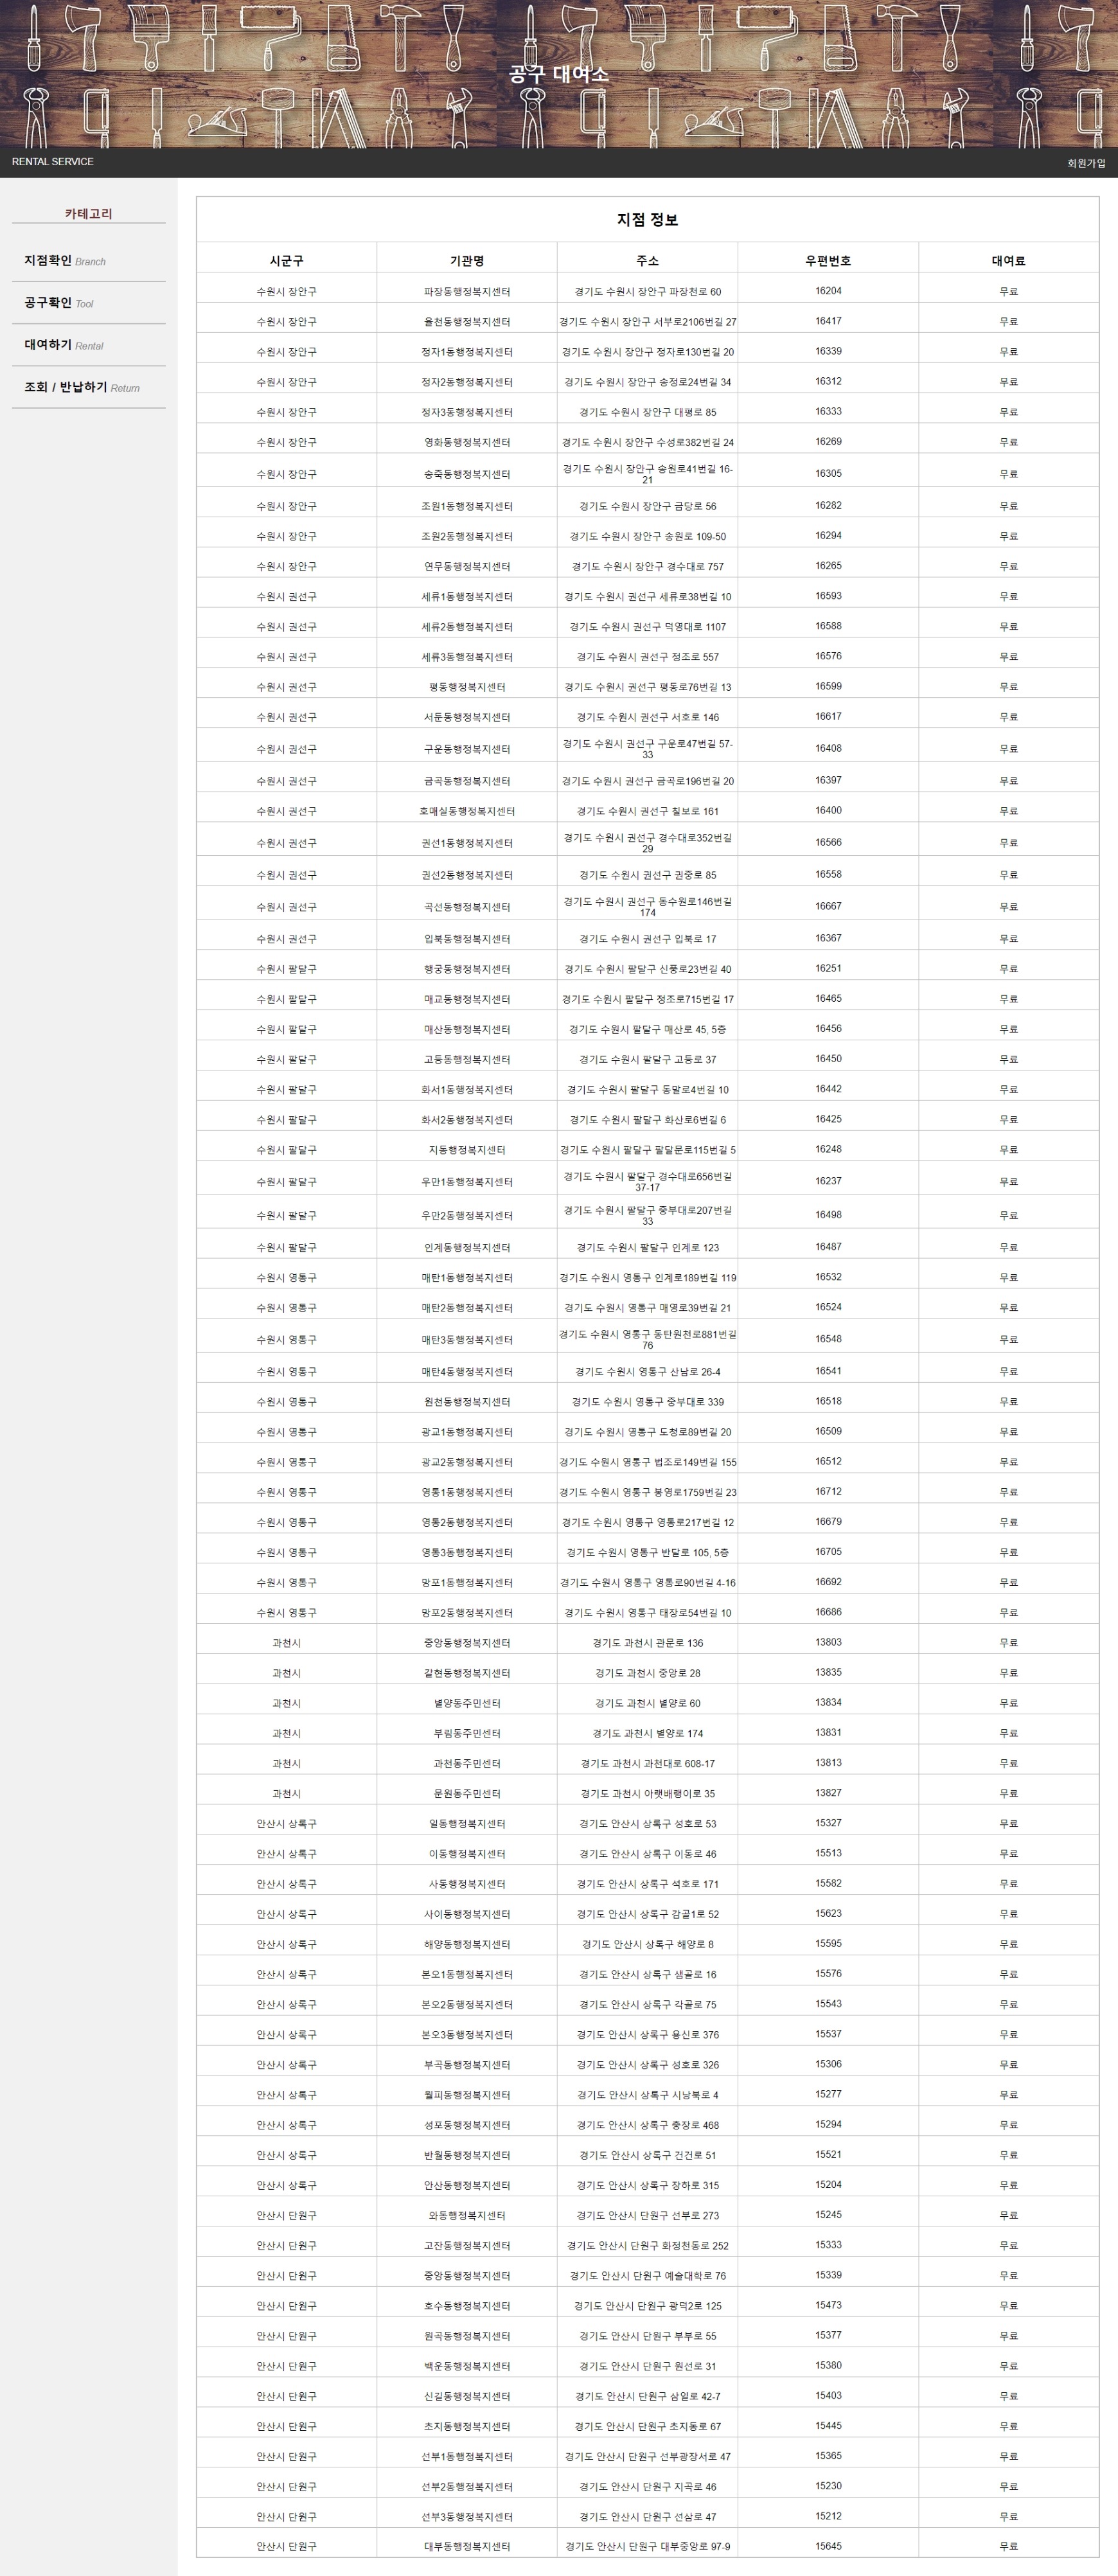 공구 대여소
RENTAL SERVICE 회원가입
카테고리
지점확인 Branch
공구확인 Tool
대여하기 Rental
조회 / 반납하기 Return
지점 정보
시군구 기관명 주소 우편번호 대여료
수원시 장안구 파장동행정복지센터 경기도 수원시 장안구 파장천로 60 16204 무료
수원시 장안구 율천동행정복지센터 경기도 수원시 장안구 서부로2106번길 27 16417 무료
수원시 장안구 정자1동행정복지센터 경기도 수원시 장안구 정자로130번길 20 16339 무료
수원시 장안구 정자2동행정복지센터 경기도 수원시 장안구 송정로24번길 34 16312 무료
수원시 장안구 정자3동행정복지센터 경기도 수원시 장안구 대평로 85 16333 무료
수원시 장안구 영화동행정복지센터 경기도 수원시 장안구 수성로382번길 24 16269 무료
수원시 장안구 송죽동행정복지센터 경기도 수원시 장안구 송원로41번길 16-
21 16305 무료
수원시 장안구 조원1동행정복지센터 경기도 수원시 장안구 금당로 56 16282 무료
수원시 장안구 조원2동행정복지센터 경기도 수원시 장안구 송원로 109-50 16294 무료
수원시 장안구 연무동행정복지센터 경기도 수원시 장안구 경수대로 757 16265 무료
수원시 권선구 세류1동행정복지센터 경기도 수원시 권선구 세류로38번길 10 16593 무료
수원시 권선구 세류2동행정복지센터 경기도 수원시 권선구 덕영대로 1107 16588 무료
수원시 권선구 세류3동행정복지센터 경기도 수원시 권선구 정조로 557 16576 무료
수원시 권선구 평동행정복지센터 경기도 수원시 권선구 평동로76번길 13 16599 무료
수원시 권선구 서둔동행정복지센터 경기도 수원시 권선구 서호로 146 16617 무료
수원시 권선구 구운동행정복지센터 경기도 수원시 권선구 구운로47번길 57-
33 16408 무료
수원시 권선구 금곡동행정복지센터 경기도 수원시 권선구 금곡로196번길 20 16397 무료
수원시 권선구 호매실동행정복지센터 경기도 수원시 권선구 칠보로 161 16400 무료
수원시 권선구 권선1동행정복지센터 경기도 수원시 권선구 경수대로352번길
29 16566 무료
수원시 권선구 권선2동행정복지센터 경기도 수원시 권선구 권중로 85 16558 무료
수원시 권선구 곡선동행정복지센터 경기도 수원시 권선구 동수원로146번길
174 16667 무료
수원시 권선구 입북동행정복지센터 경기도 수원시 권선구 입북로 17 16367 무료
수원시 팔달구 행궁동행정복지센터 경기도 수원시 팔달구 신풍로23번길 40 16251 무료
수원시 팔달구 매교동행정복지센터 경기도 수원시 팔달구 정조로715번길 17 16465 무료
수원시 팔달구 매산동행정복지센터 경기도 수원시 팔달구 매산로 45, 5층 16456 무료
수원시 팔달구 고등동행정복지센터 경기도 수원시 팔달구 고등로 37 16450 무료
수원시 팔달구 화서1동행정복지센터 경기도 수원시 팔달구 동말로4번길 10 16442 무료
수원시 팔달구 화서2동행정복지센터 경기도 수원시 팔달구 화산로6번길 6 16425 무료
수원시 팔달구 지동행정복지센터 경기도 수원시 팔달구 팔달문로115번길 5 16248 무료
수원시 팔달구 우만1동행정복지센터 경기도 수원시 팔달구 경수대로656번길
37-17 16237 무료
수원시 팔달구 우만2동행정복지센터 경기도 수원시 팔달구 중부대로207번길
33 16498 무료
수원시 팔달구 인계동행정복지센터 경기도 수원시 팔달구 인계로 123 16487 무료
수원시 영통구 매탄1동행정복지센터 경기도 수원시 영통구 인계로189번길 119 16532 무료
수원시 영통구 매탄2동행정복지센터 경기도 수원시 영통구 매영로39번길 21 16524 무료
수원시 영통구 매탄3동행정복지센터 경기도 수원시 영통구 동탄원천로881번길
76 16548 무료
수원시 영통구 매탄4동행정복지센터 경기도 수원시 영통구 산남로 26-4 16541 무료
수원시 영통구 원천동행정복지센터 경기도 수원시 영통구 중부대로 339 16518 무료
수원시 영통구 광교1동행정복지센터 경기도 수원시 영통구 도청로89번길 20 16509 무료
수원시 영통구 광교2동행정복지센터 경기도 수원시 영통구 법조로149번길 155 16512 무료
수원시 영통구 영통1동행정복지센터 경기도 수원시 영통구 봉영로1759번길 23 16712 무료
수원시 영통구 영통2동행정복지센터 경기도 수원시 영통구 영통로217번길 12 16679 무료
수원시 영통구 영통3동행정복지센터 경기도 수원시 영통구 반달로 105, 5층 16705 무료
수원시 영통구 망포1동행정복지센터 경기도 수원시 영통구 영통로90번길 4-16 16692 무료
수원시 영통구 망포2동행정복지센터 경기도 수원시 영통구 태장로54번길 10 16686 무료
과천시 중앙동행정복지센터 경기도 과천시 관문로 136 13803 무료
과천시 갈현동행정복지센터 경기도 과천시 중앙로 28 13835 무료
과천시 별양동주민센터 경기도 과천시 별양로 60 13834 무료
과천시 부림동주민센터 경기도 과천시 별양로 174 13831 무료
과천시 과천동주민센터 경기도 과천시 과천대로 608-17 13813 무료
과천시 문원동주민센터 경기도 과천시 아랫배랭이로 35 13827 무료
안산시 상록구 일동행정복지센터 경기도 안산시 상록구 성호로 53 15327 무료
안산시 상록구 이동행정복지센터 경기도 안산시 상록구 이동로 46 15513 무료
안산시 상록구 사동행정복지센터 경기도 안산시 상록구 석호로 171 15582 무료
안산시 상록구 사이동행정복지센터 경기도 안산시 상록구 감골1로 52 15623 무료
안산시 상록구 해양동행정복지센터 경기도 안산시 상록구 해양로 8 15595 무료
안산시 상록구 본오1동행정복지센터 경기도 안산시 상록구 샘골로 16 15576 무료
안산시 상록구 본오2동행정복지센터 경기도 안산시 상록구 각골로 75 15543 무료
안산시 상록구 본오3동행정복지센터 경기도 안산시 상록구 용신로 376 15537 무료
안산시 상록구 부곡동행정복지센터 경기도 안산시 상록구 성호로 326 15306 무료
안산시 상록구 월피동행정복지센터 경기도 안산시 상록구 시낭북로 4 15277 무료
안산시 상록구 성포동행정복지센터 경기도 안산시 상록구 충장로 468 15294 무료
안산시 상록구 반월동행정복지센터 경기도 안산시 상록구 건건로 51 15521 무료
안산시 상록구 안산동행정복지센터 경기도 안산시 상록구 장하로 315 15204 무료
안산시 단원구 와동행정복지센터 경기도 안산시 단원구 선부로 273 15245 무료
안산시 단원구 고잔동행정복지센터 경기도 안산시 단원구 화정천동로 252 15333 무료
안산시 단원구 중앙동행정복지센터 경기도 안산시 단원구 예술대학로 76 15339 무료
안산시 단원구 호수동행정복지센터 경기도 안산시 단원구 광덕2로 125 15473 무료
안산시 단원구 원곡동행정복지센터 경기도 안산시 단원구 부부로 55 15377 무료
안산시 단원구 백운동행정복지센터 경기도 안산시 단원구 원선로 31 15380 무료
안산시 단원구 신길동행정복지센터 경기도 안산시 단원구 삼일로 42-7 15403 무료
안산시 단원구 초지동행정복지센터 경기도 안산시 단원구 초지동로 67 15445 무료
안산시 단원구 선부1동행정복지센터 경기도 안산시 단원구 선부광장서로 47 15365 무료
안산시 단원구 선부2동행정복지센터 경기도 안산시 단원구 지곡로 46 15230 무료
안산시 단원구 선부3동행정복지센터 경기도 안산시 단원구 선삼로 47 15212 무료
안산시 단원구 대부동행정복지센터 경기도 안산시 단원구 대부중앙로 97-9 15645 무료